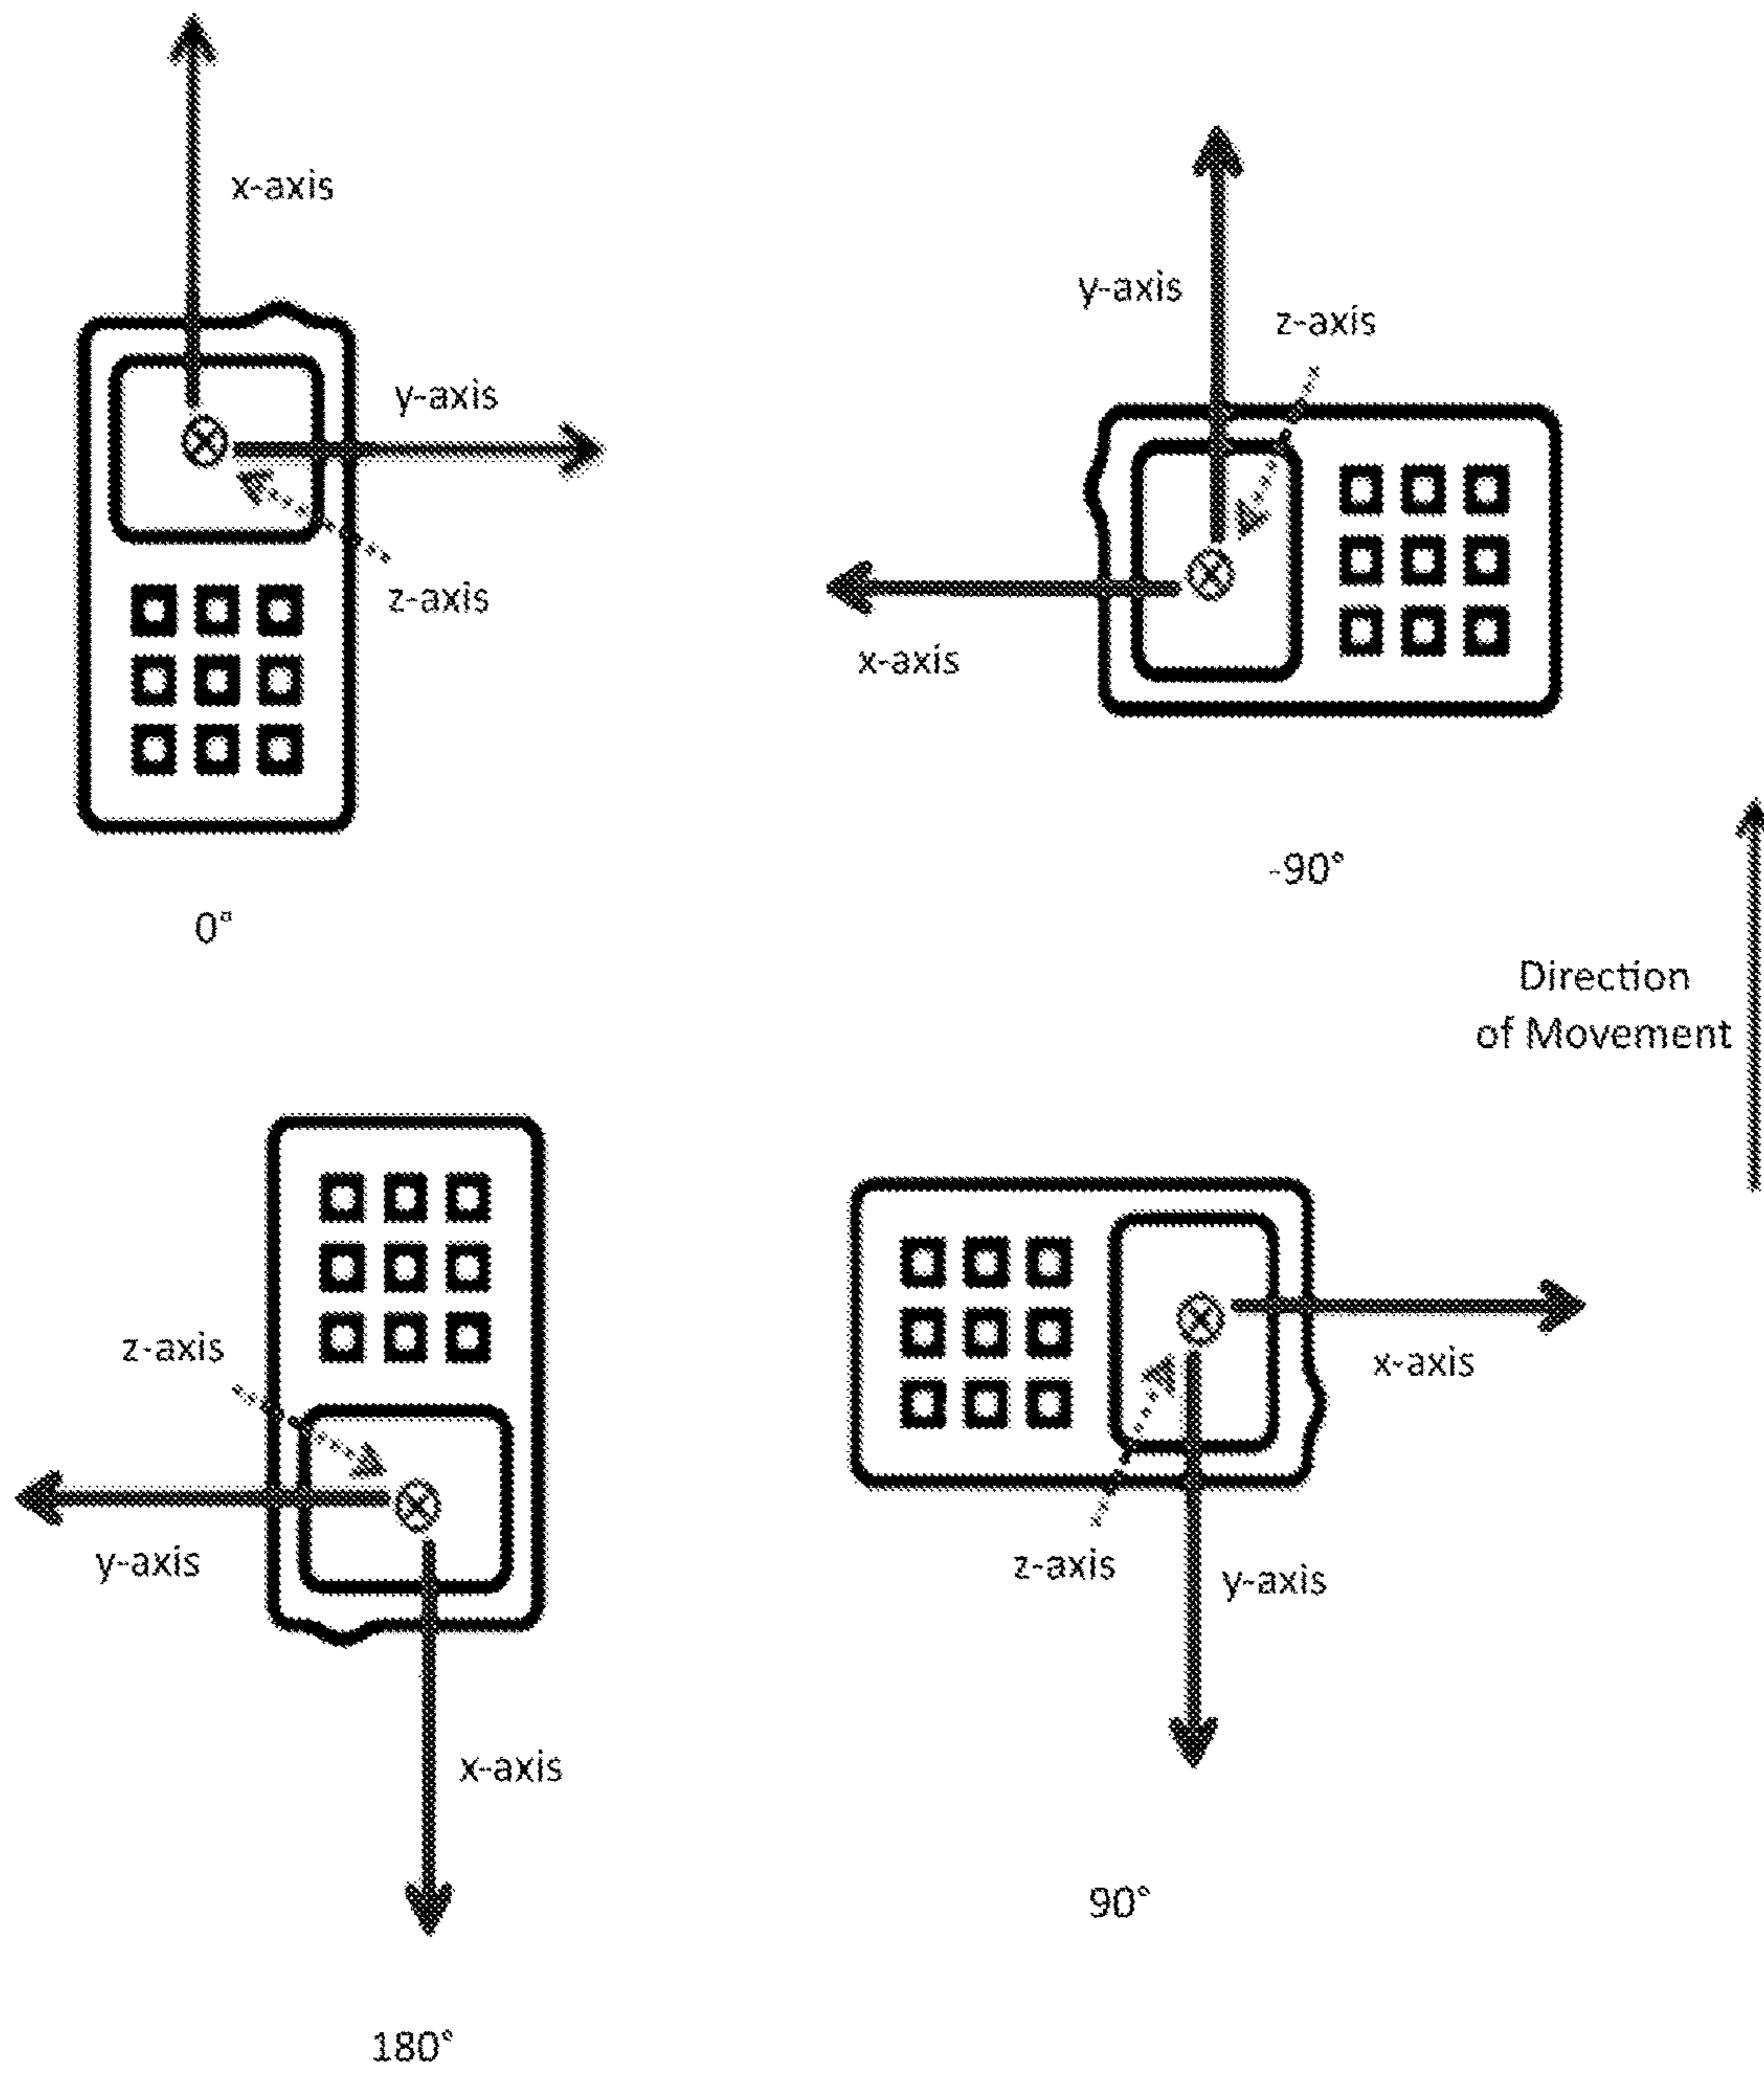 x-axis
y-axis
z-axis
0°
y-axis
z-axis
x-axis
-90°
Direction
of Movement
z-axis
y-axis
x-axis
180°
x-axis
z-axis
y-axis
90°